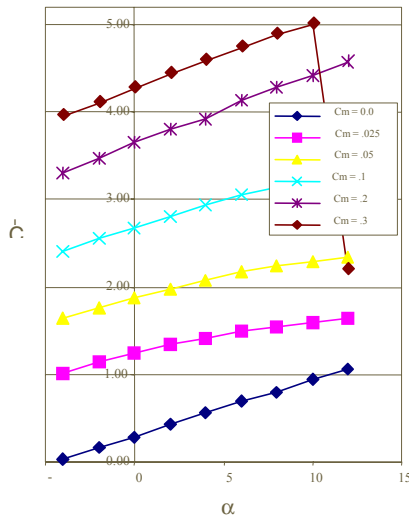 5.00
4.00
3.00
2.00
1.00
0.00
Cm = 0.0
Cm = .025
Cm = .05
Cm = .1
Cm = .2
Cm = .3
- 0 5 10 15
α